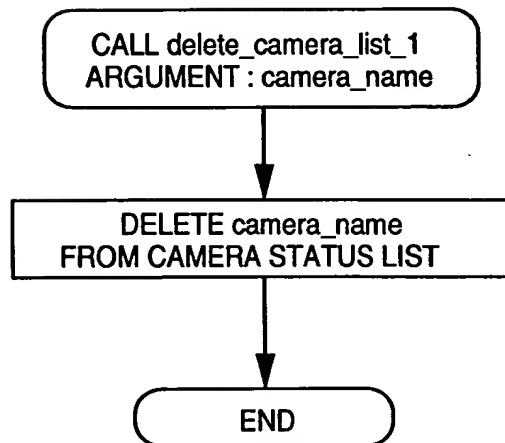 CALL delete_camera_list_1
ARGUMENT : camera_name
DELETE camera_name
FROM CAMERA STATUS LIST
END